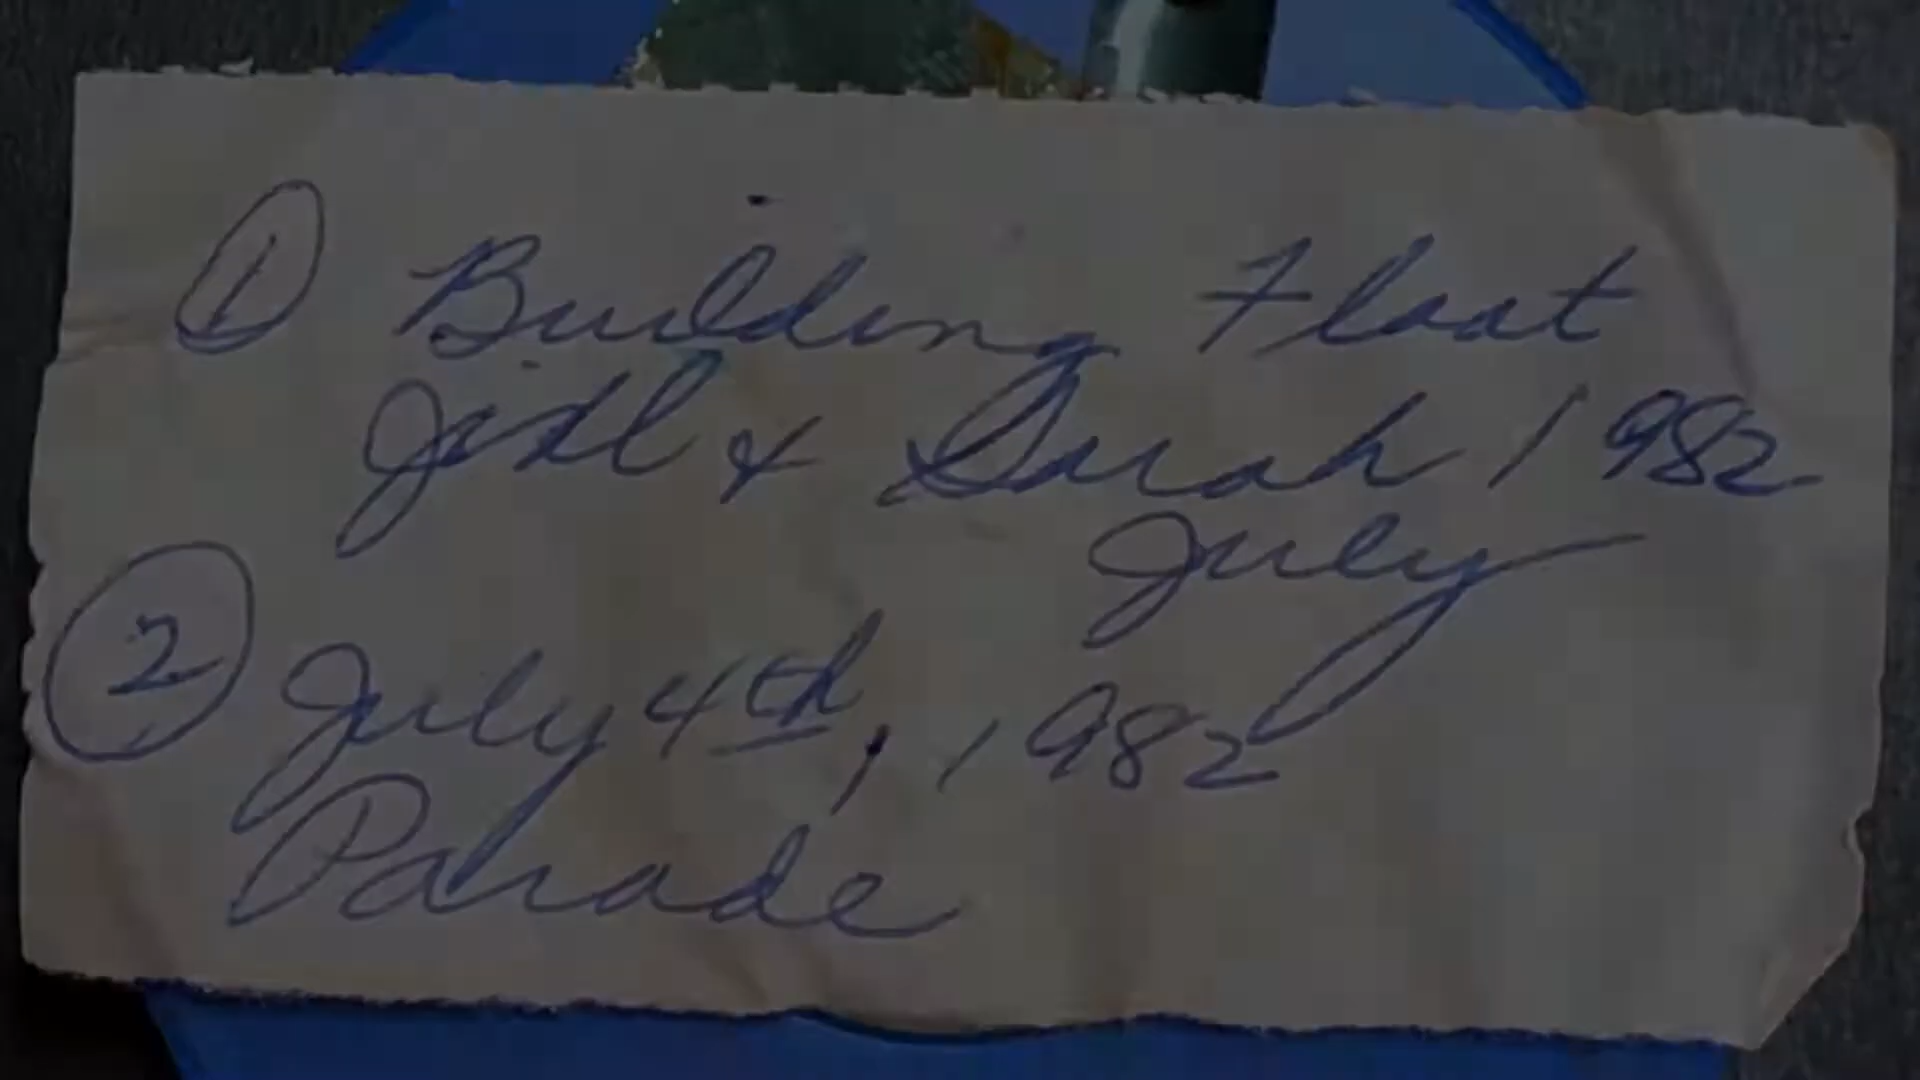 ① Building Float
Jill & Sarah 1982
July
② July 4th, 1982
Parade